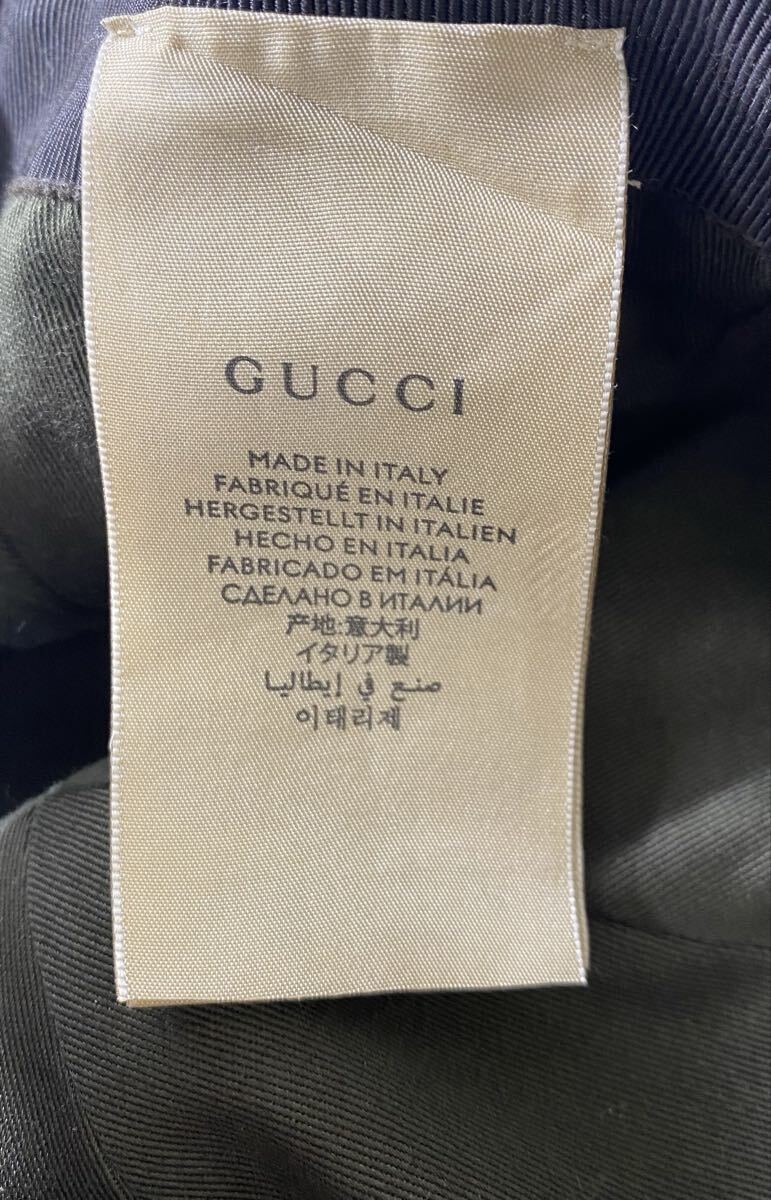 GUCCI
MADE IN ITALY
FABRIQUÉ EN ITALIE
HERGESTELLT IN ITALIEN
HECHO EN ITALIA
FABRICADO EM ITÁLIA
СДЕЛАНО В ИТАЛИИ
产地:意大利
イタリア製
صنع في إيطاليا
이태리제